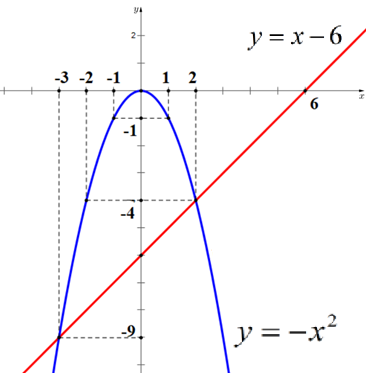 y
2
y = x − 6
-3 -2 -1 1 2
x
6
-1
-4
-9
y = −x²